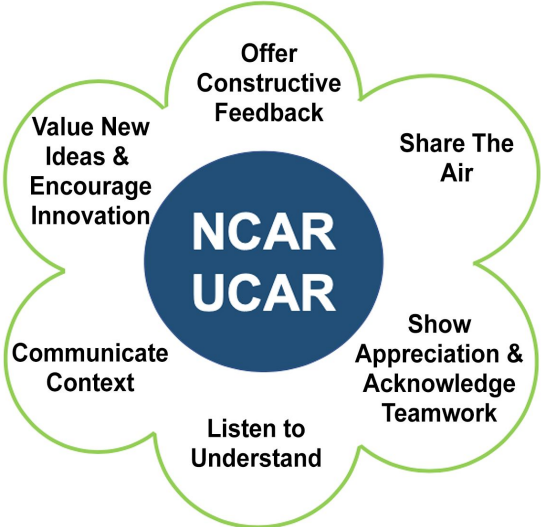 Offer
Constructive
Feedback
Share The
Air
Show
Appreciation &
Acknowledge
Teamwork
Listen to
Understand
Communicate
Context
Value New
Ideas &
Encourage
Innovation
NCAR
UCAR